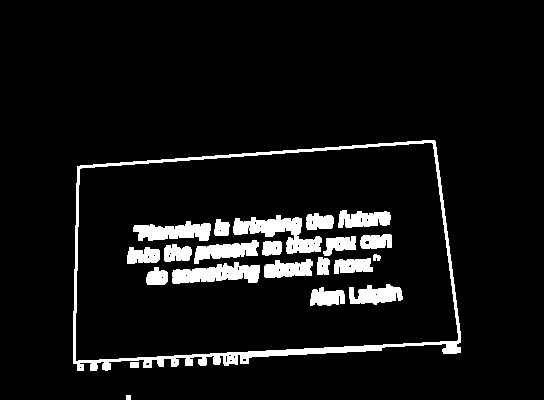 "Planning is bringing the future
into the present so that you can
do something about it now."
Alan Lakein